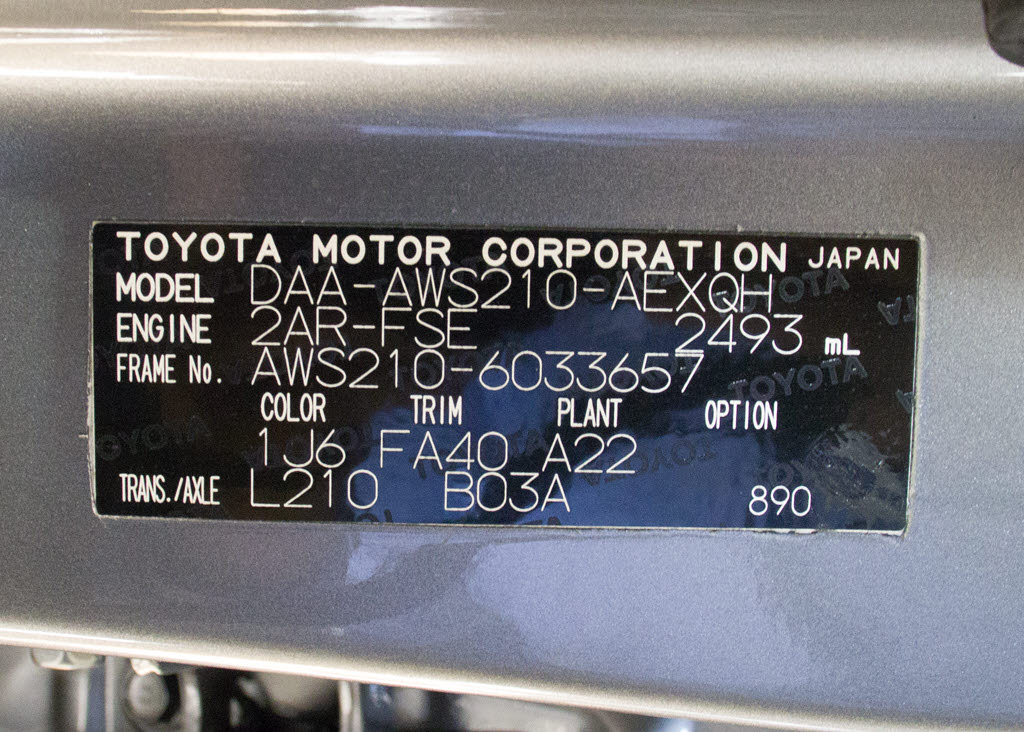 TOYOTA MOTOR CORPORATION JAPAN
MODEL DAA-AWS210-AEXQH
ENGINE 2AR-FSE 2493 mL
FRAME No. AWS210-6033657
COLOR TRIM PLANT OPTION
1J6 FA40 A22
TRANS./AXLE L210 B03A 890